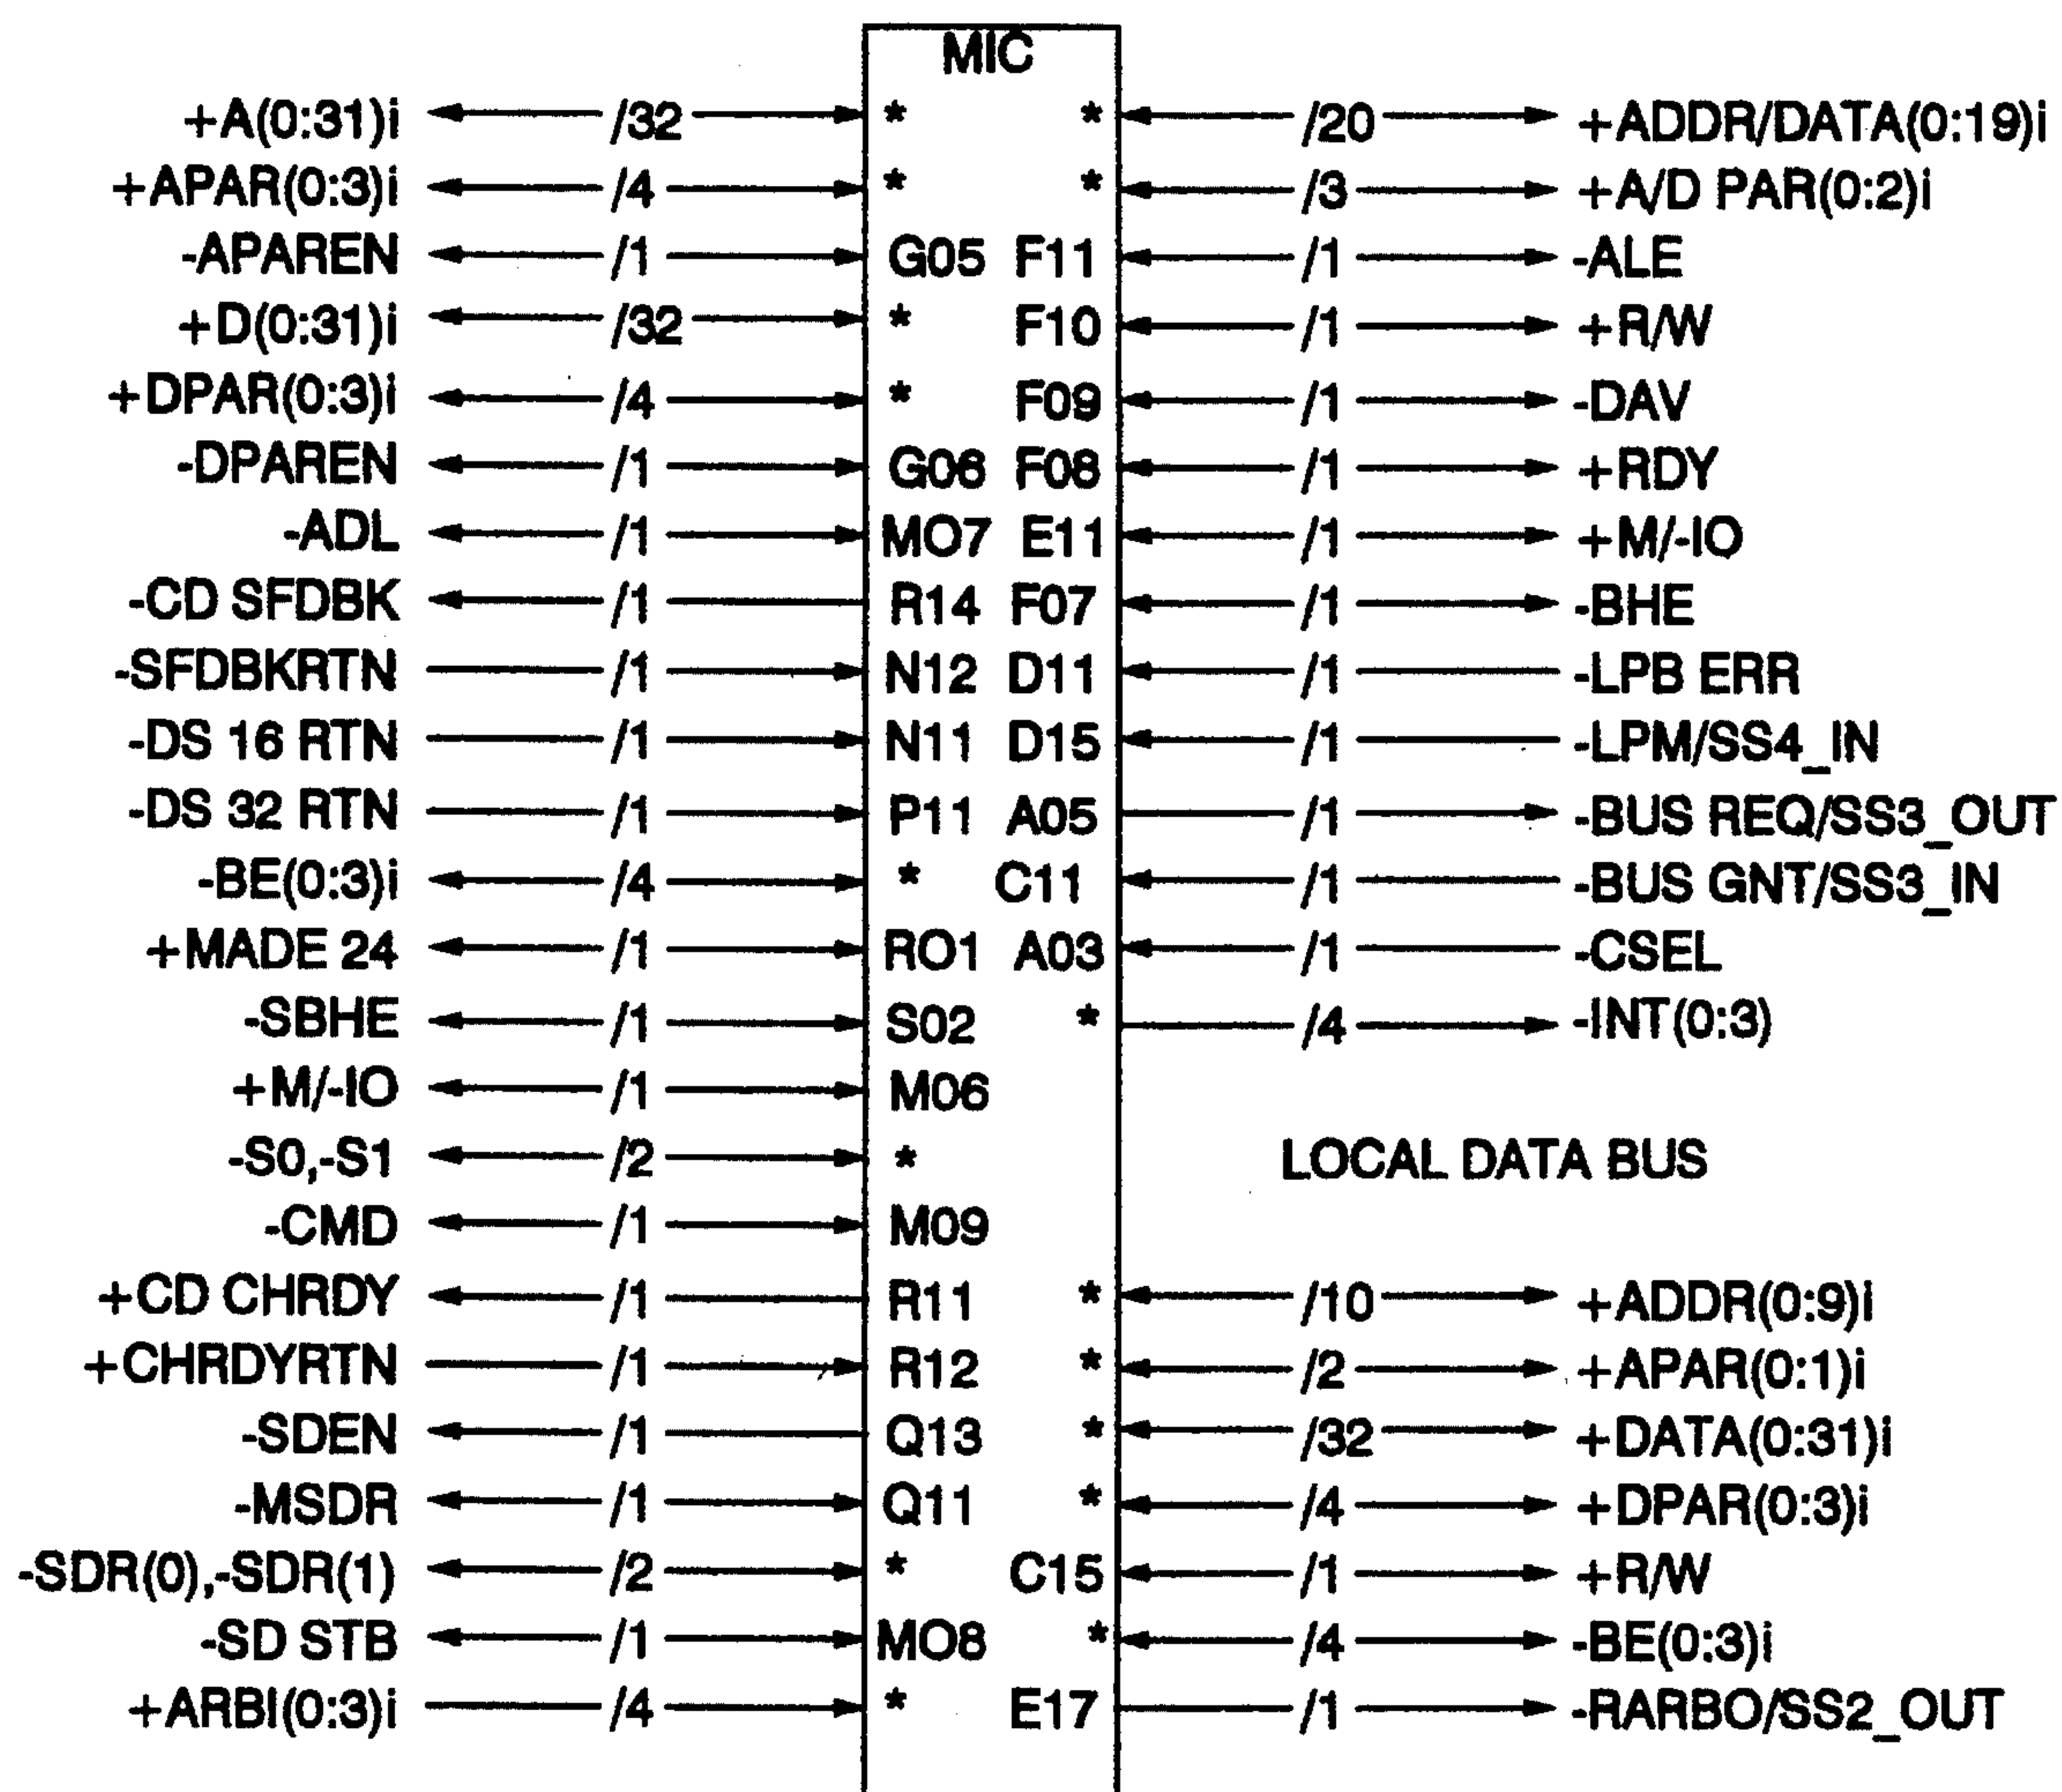 MIC
+A(0:31)i /32 * * /20 +ADDR/DATA(0:19)i
+APAR(0:3)i /4 * * /3 +A/D PAR(0:2)i
-APAREN /1 G05 F11 /1 -ALE
+D(0:31)i /32 * F10 /1 +R/W
+DPAR(0:3)i /4 * F09 /1 -DAV
-DPAREN /1 G06 F08 /1 +RDY
-ADL /1 MO7 E11 /1 +M/-IO
-CD SFDBK /1 R14 F07 /1 -BHE
-SFDBKRTN /1 N12 D11 /1 -LPB ERR
-DS 16 RTN /1 N11 D15 /1 -LPM/SS4_IN
-DS 32 RTN /1 P11 A05 /1 -BUS REQ/SS3_OUT
-BE(0:3)i /4 * C11 /1 -BUS GNT/SS3_IN
+MADE 24 /1 RO1 A03 /1 -CSEL
-SBHE /1 S02 * /4 -INT(0:3)
+M/-IO /1 M06
-S0,-S1 /2 * LOCAL DATA BUS
-CMD /1 M09
+CD CHRDY /1 R11 * /10 +ADDR(0:9)i
+CHRDYRTN /1 R12 * /2 +APAR(0:1)i
-SDEN /1 Q13 * /32 +DATA(0:31)i
-MSDR /1 Q11 * /4 +DPAR(0:3)i
-SDR(0),-SDR(1) /2 * C15 /1 +R/W
-SD STB /1 MO8 * /4 -BE(0:3)i
+ARBI(0:3)i /4 * E17 /1 -RARBO/SS2_OUT